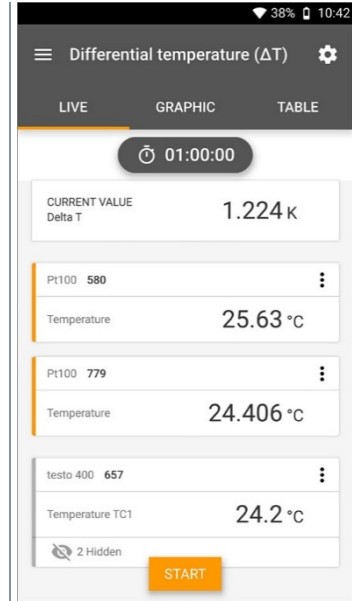 38% 10:42
Differential temperature (ΔT)
LIVE GRAPHIC TABLE
01:00:00
CURRENT VALUE
Delta T 1.224 K
Pt100 580
Temperature 25.63 °C
Pt100 779
Temperature 24.406 °C
testo 400 657
Temperature TC1 24.2 °C
2 Hidden
START